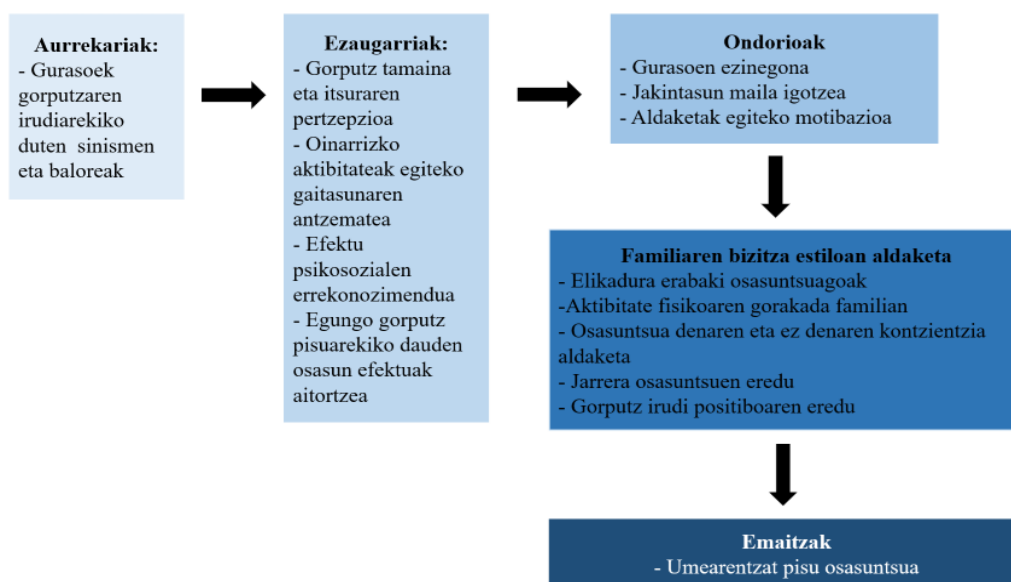 Aurrekariak:
- Gurasoek
gorputzaren
irudiarekiko
duten sinismen
eta baloreak
Ezaugarriak:
- Gorputz tamaina
eta itsuraren
pertzepzioa
- Oinarrizko
aktibitateak egiteko
gaitasunaren
antzematea
- Efektu
psikosozialen
errekonozimendua
- Egungo gorputz
pisuarekiko dauden
osasun efektuak
aitortzea
Ondorioak
- Gurasoen ezinegona
- Jakintasun maila igotzea
- Aldaketak egiteko motibazioa
Familiaren bizitza estiloan aldaketa
- Elikadura erabaki osasuntsuagoak
-Aktibitate fisikoaren gorakada familian
- Osasuntsua denaren eta ez denaren kontzientzia
aldaketa
- Jarrera osasuntsuen eredu
- Gorputz irudi positiboaren eredu
Emaitzak
- Umearentzat pisu osasuntsua